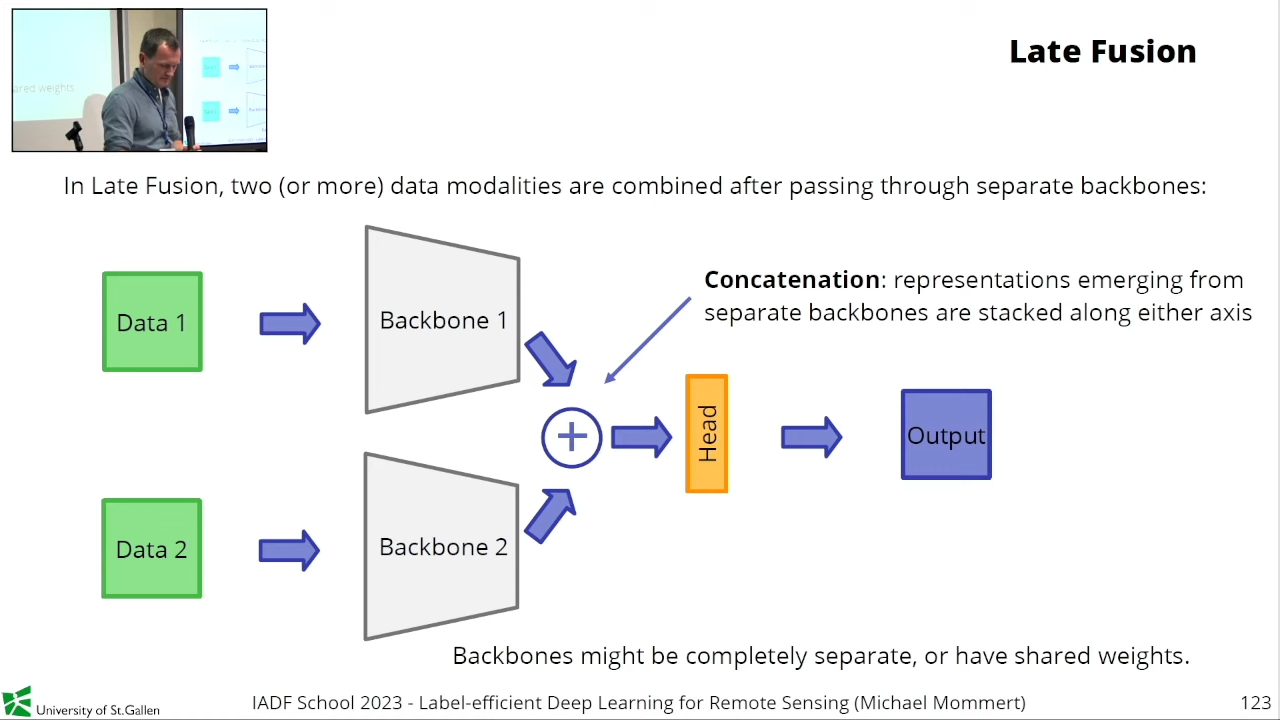 Late Fusion
ared weights
In Late Fusion, two (or more) data modalities are combined after passing through separate backbones:
Data 1
Backbone 1
Concatenation: representations emerging from
separate backbones are stacked along either axis
+
Head
Output
Data 2
Backbone 2
Backbones might be completely separate, or have shared weights.
University of St.Gallen
IADF School 2023 - Label-efficient Deep Learning for Remote Sensing (Michael Mommert)
123